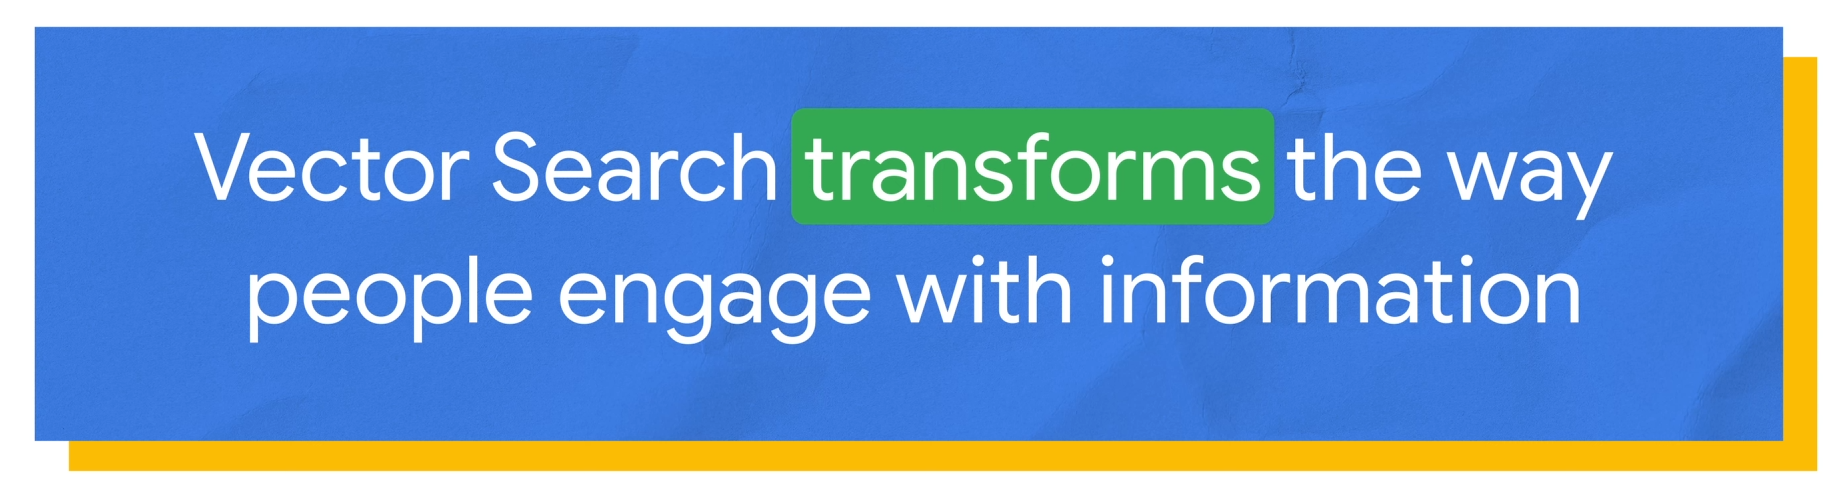 Vector Search transforms the way
people engage with information